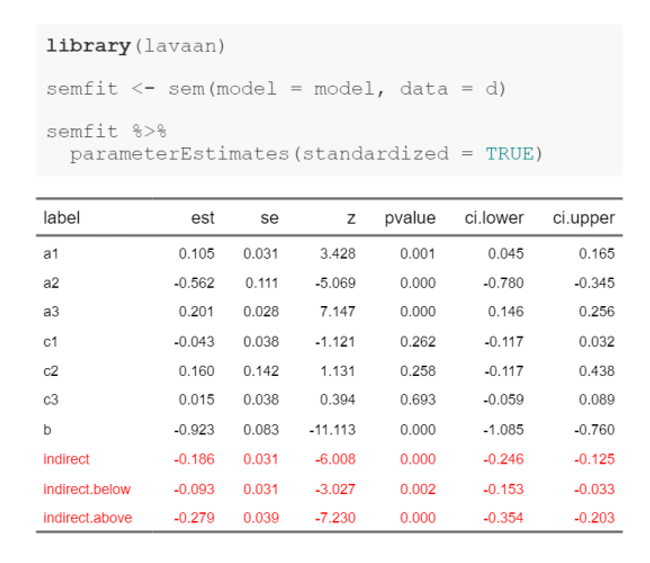 library(lavaan)
semfit <- sem(model = model, data = d)
semfit %>%
parameterEstimates(standardized = TRUE)
label est se z pvalue ci.lower ci.upper
a1 0.105 0.031 3.428 0.001 0.045 0.165
a2 -0.562 0.111 -5.069 0.000 -0.780 -0.345
a3 0.201 0.028 7.147 0.000 0.146 0.256
c1 -0.043 0.038 -1.121 0.262 -0.117 0.032
c2 0.160 0.142 1.131 0.258 -0.117 0.438
c3 0.015 0.038 0.394 0.693 -0.059 0.089
b -0.923 0.083 -11.113 0.000 -1.085 -0.760
indirect -0.186 0.031 -6.008 0.000 -0.246 -0.125
indirect.below -0.093 0.031 -3.027 0.002 -0.153 -0.033
indirect.above -0.279 0.039 -7.230 0.000 -0.354 -0.203